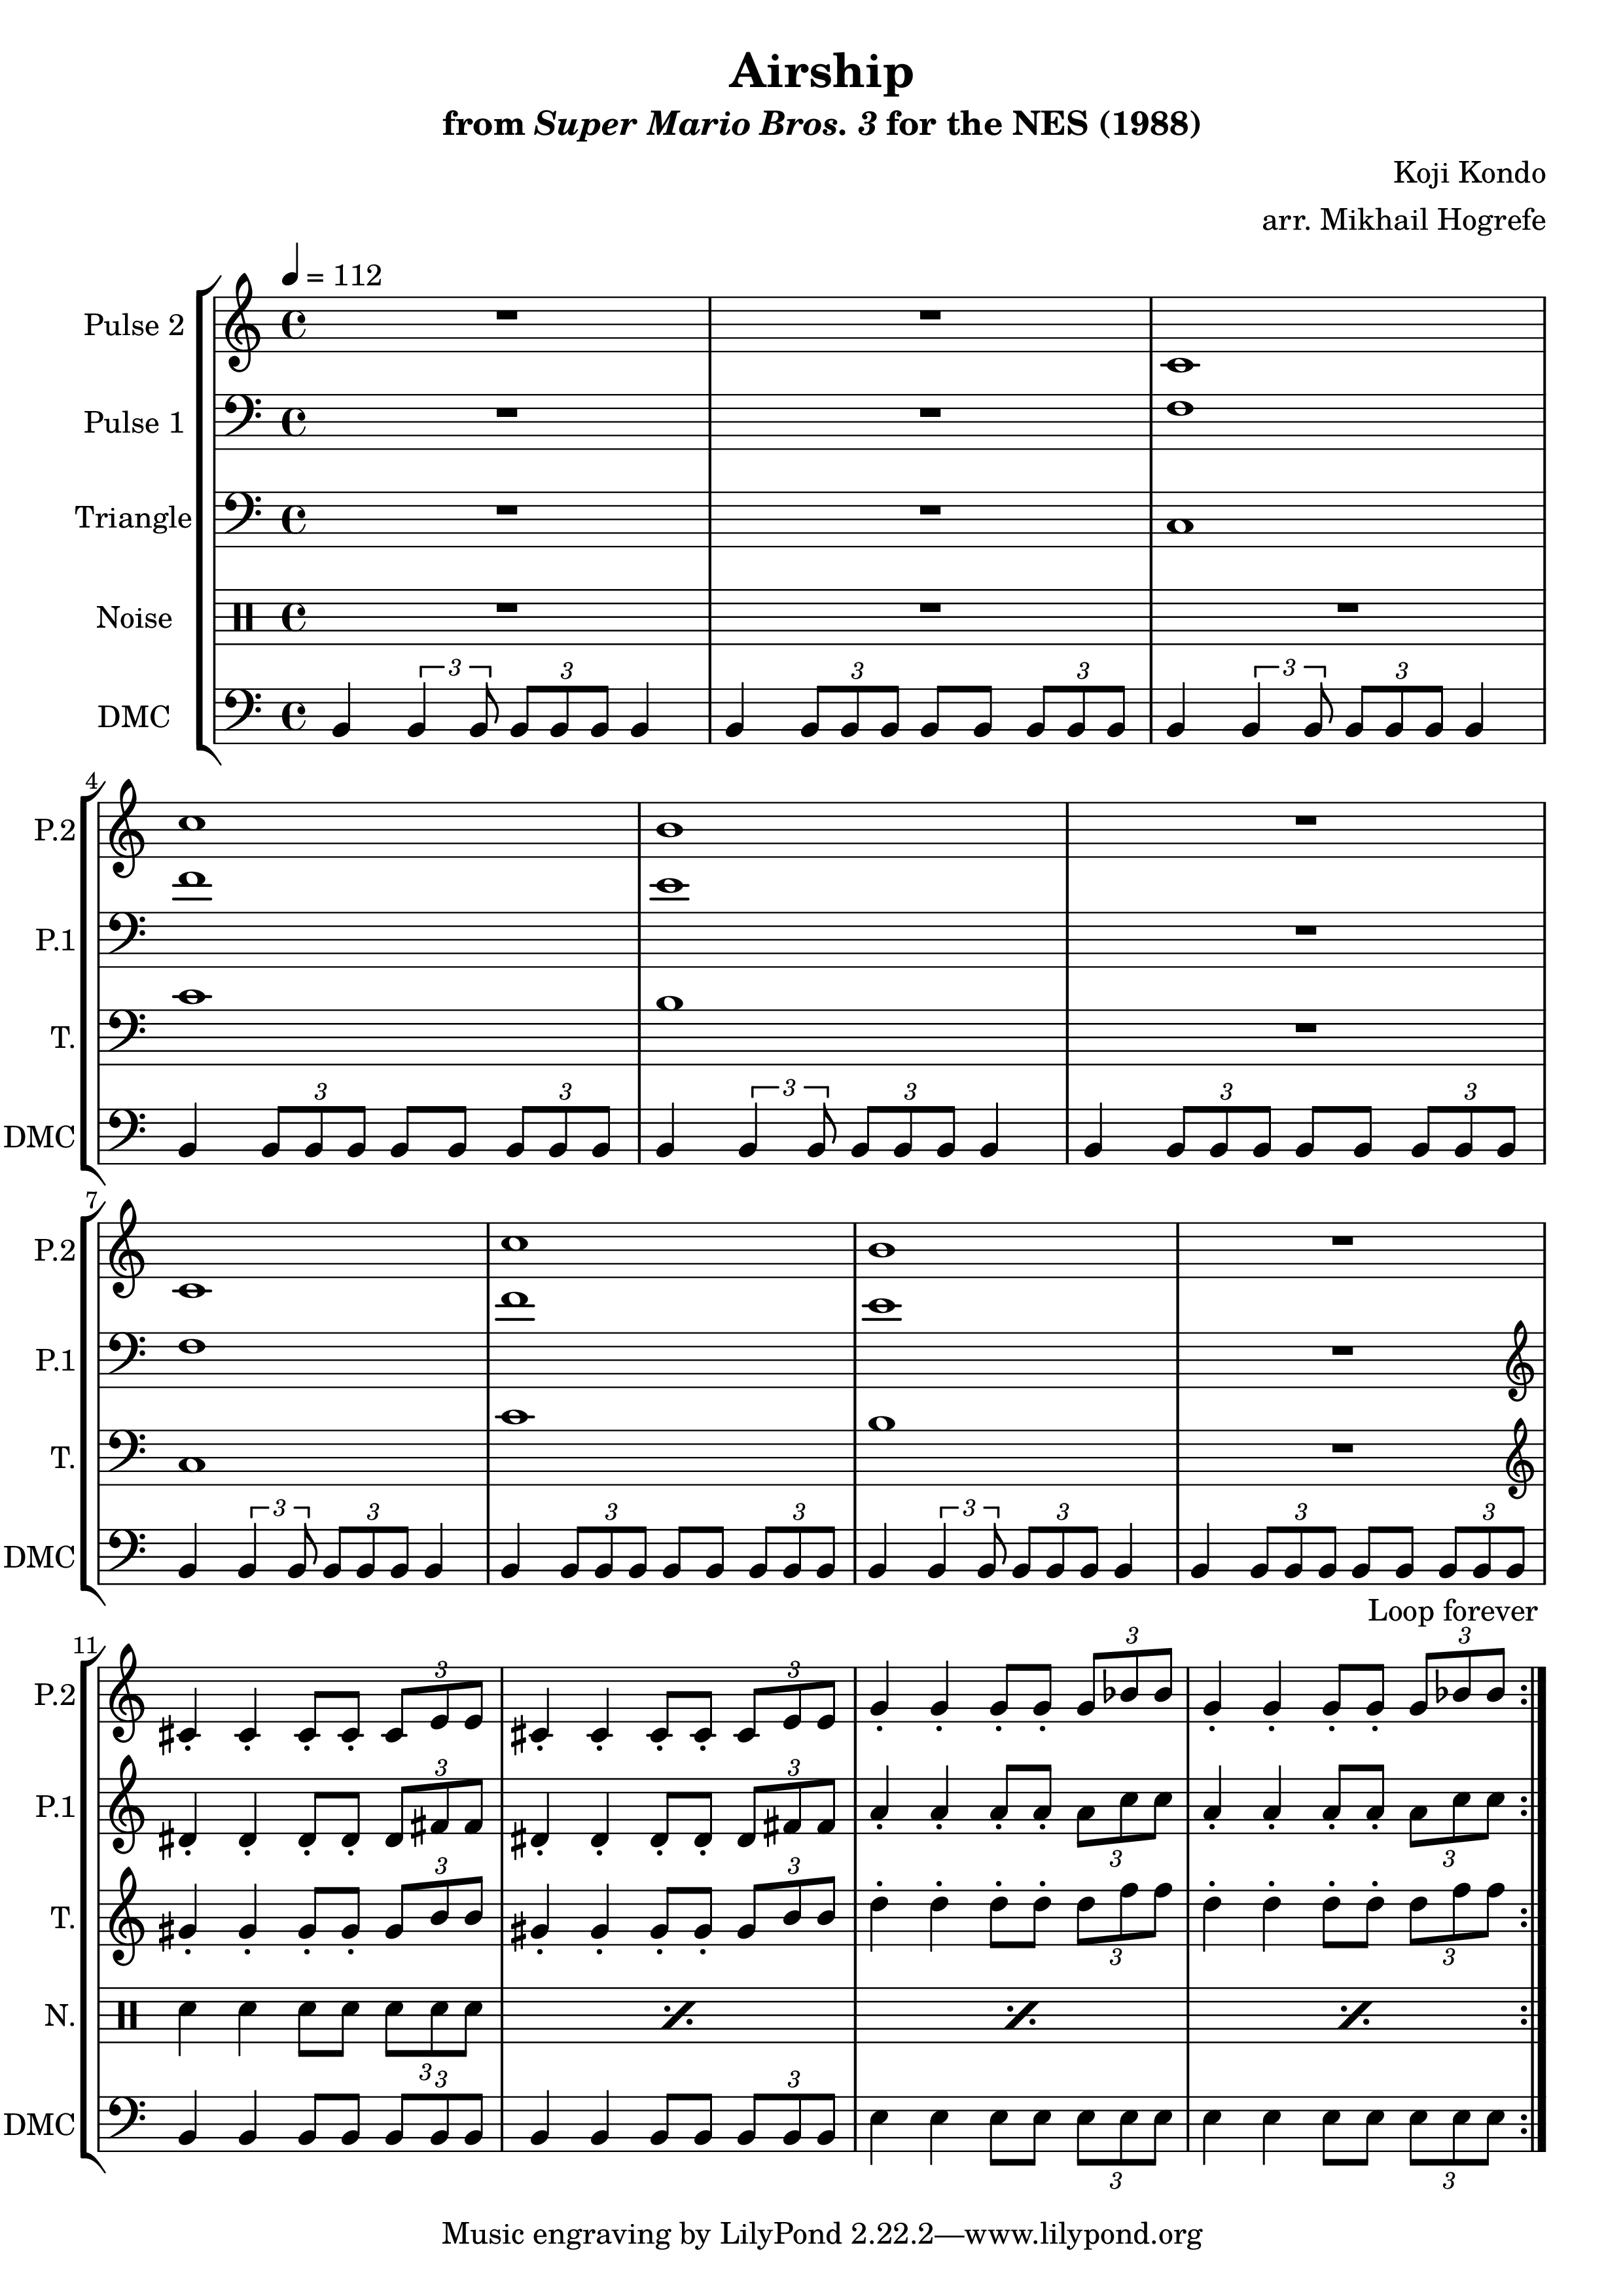 Airship
from Super Mario Bros. 3 for the NES (1988)
Koji Kondo
arr. Mikhail Hogrefe
= 112
Pulse 2
Pulse 1
Triangle
Noise
3 3 3 3 3 3
DMC
4
P.2
P.1
T.
3 3 3 3 3 3
DMC
7
P.2
P.1
T.
3 3 3 3 3 3 3 3
DMC
Loop forever
11
3 3 3 3
P.2
3 3 3 3
P.1
3 3 3 3
T.
N.
3
3 3 3 3
DMC
Music engraving by LilyPond 2.22.2—www.lilypond.org